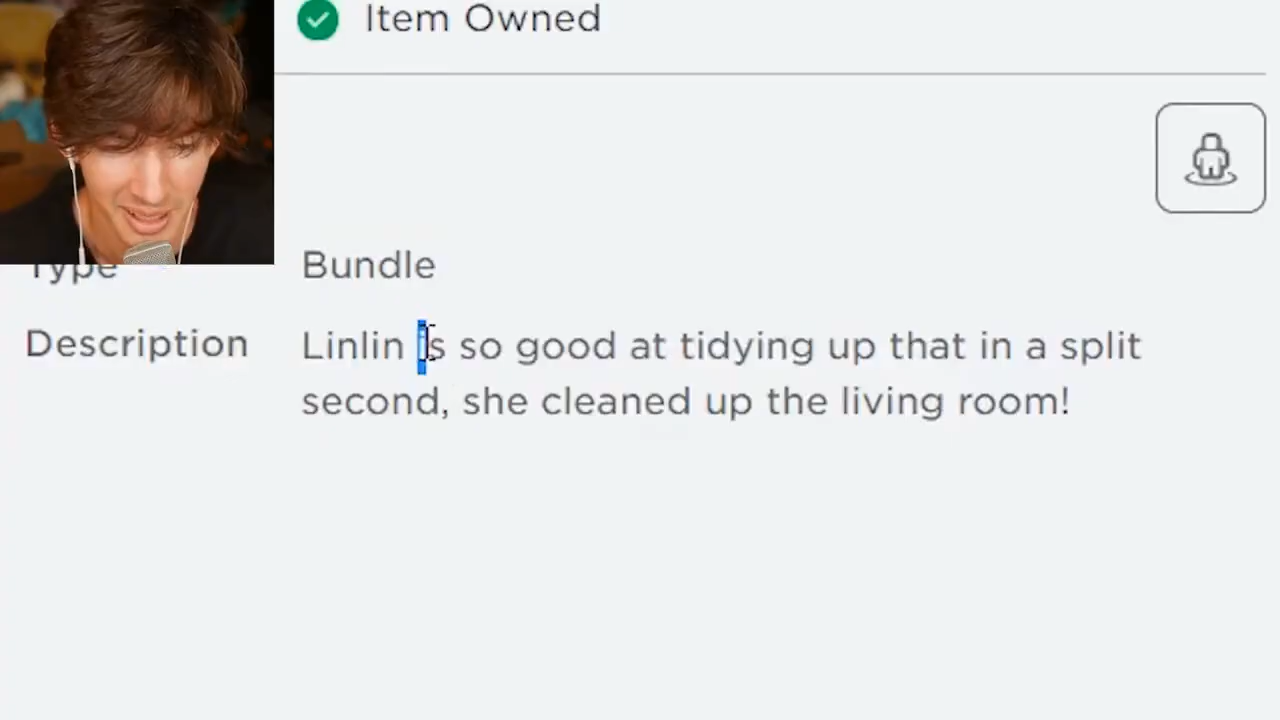 Item Owned
Type
Bundle
Description
Linlin is so good at tidying up that in a split
second, she cleaned up the living room!